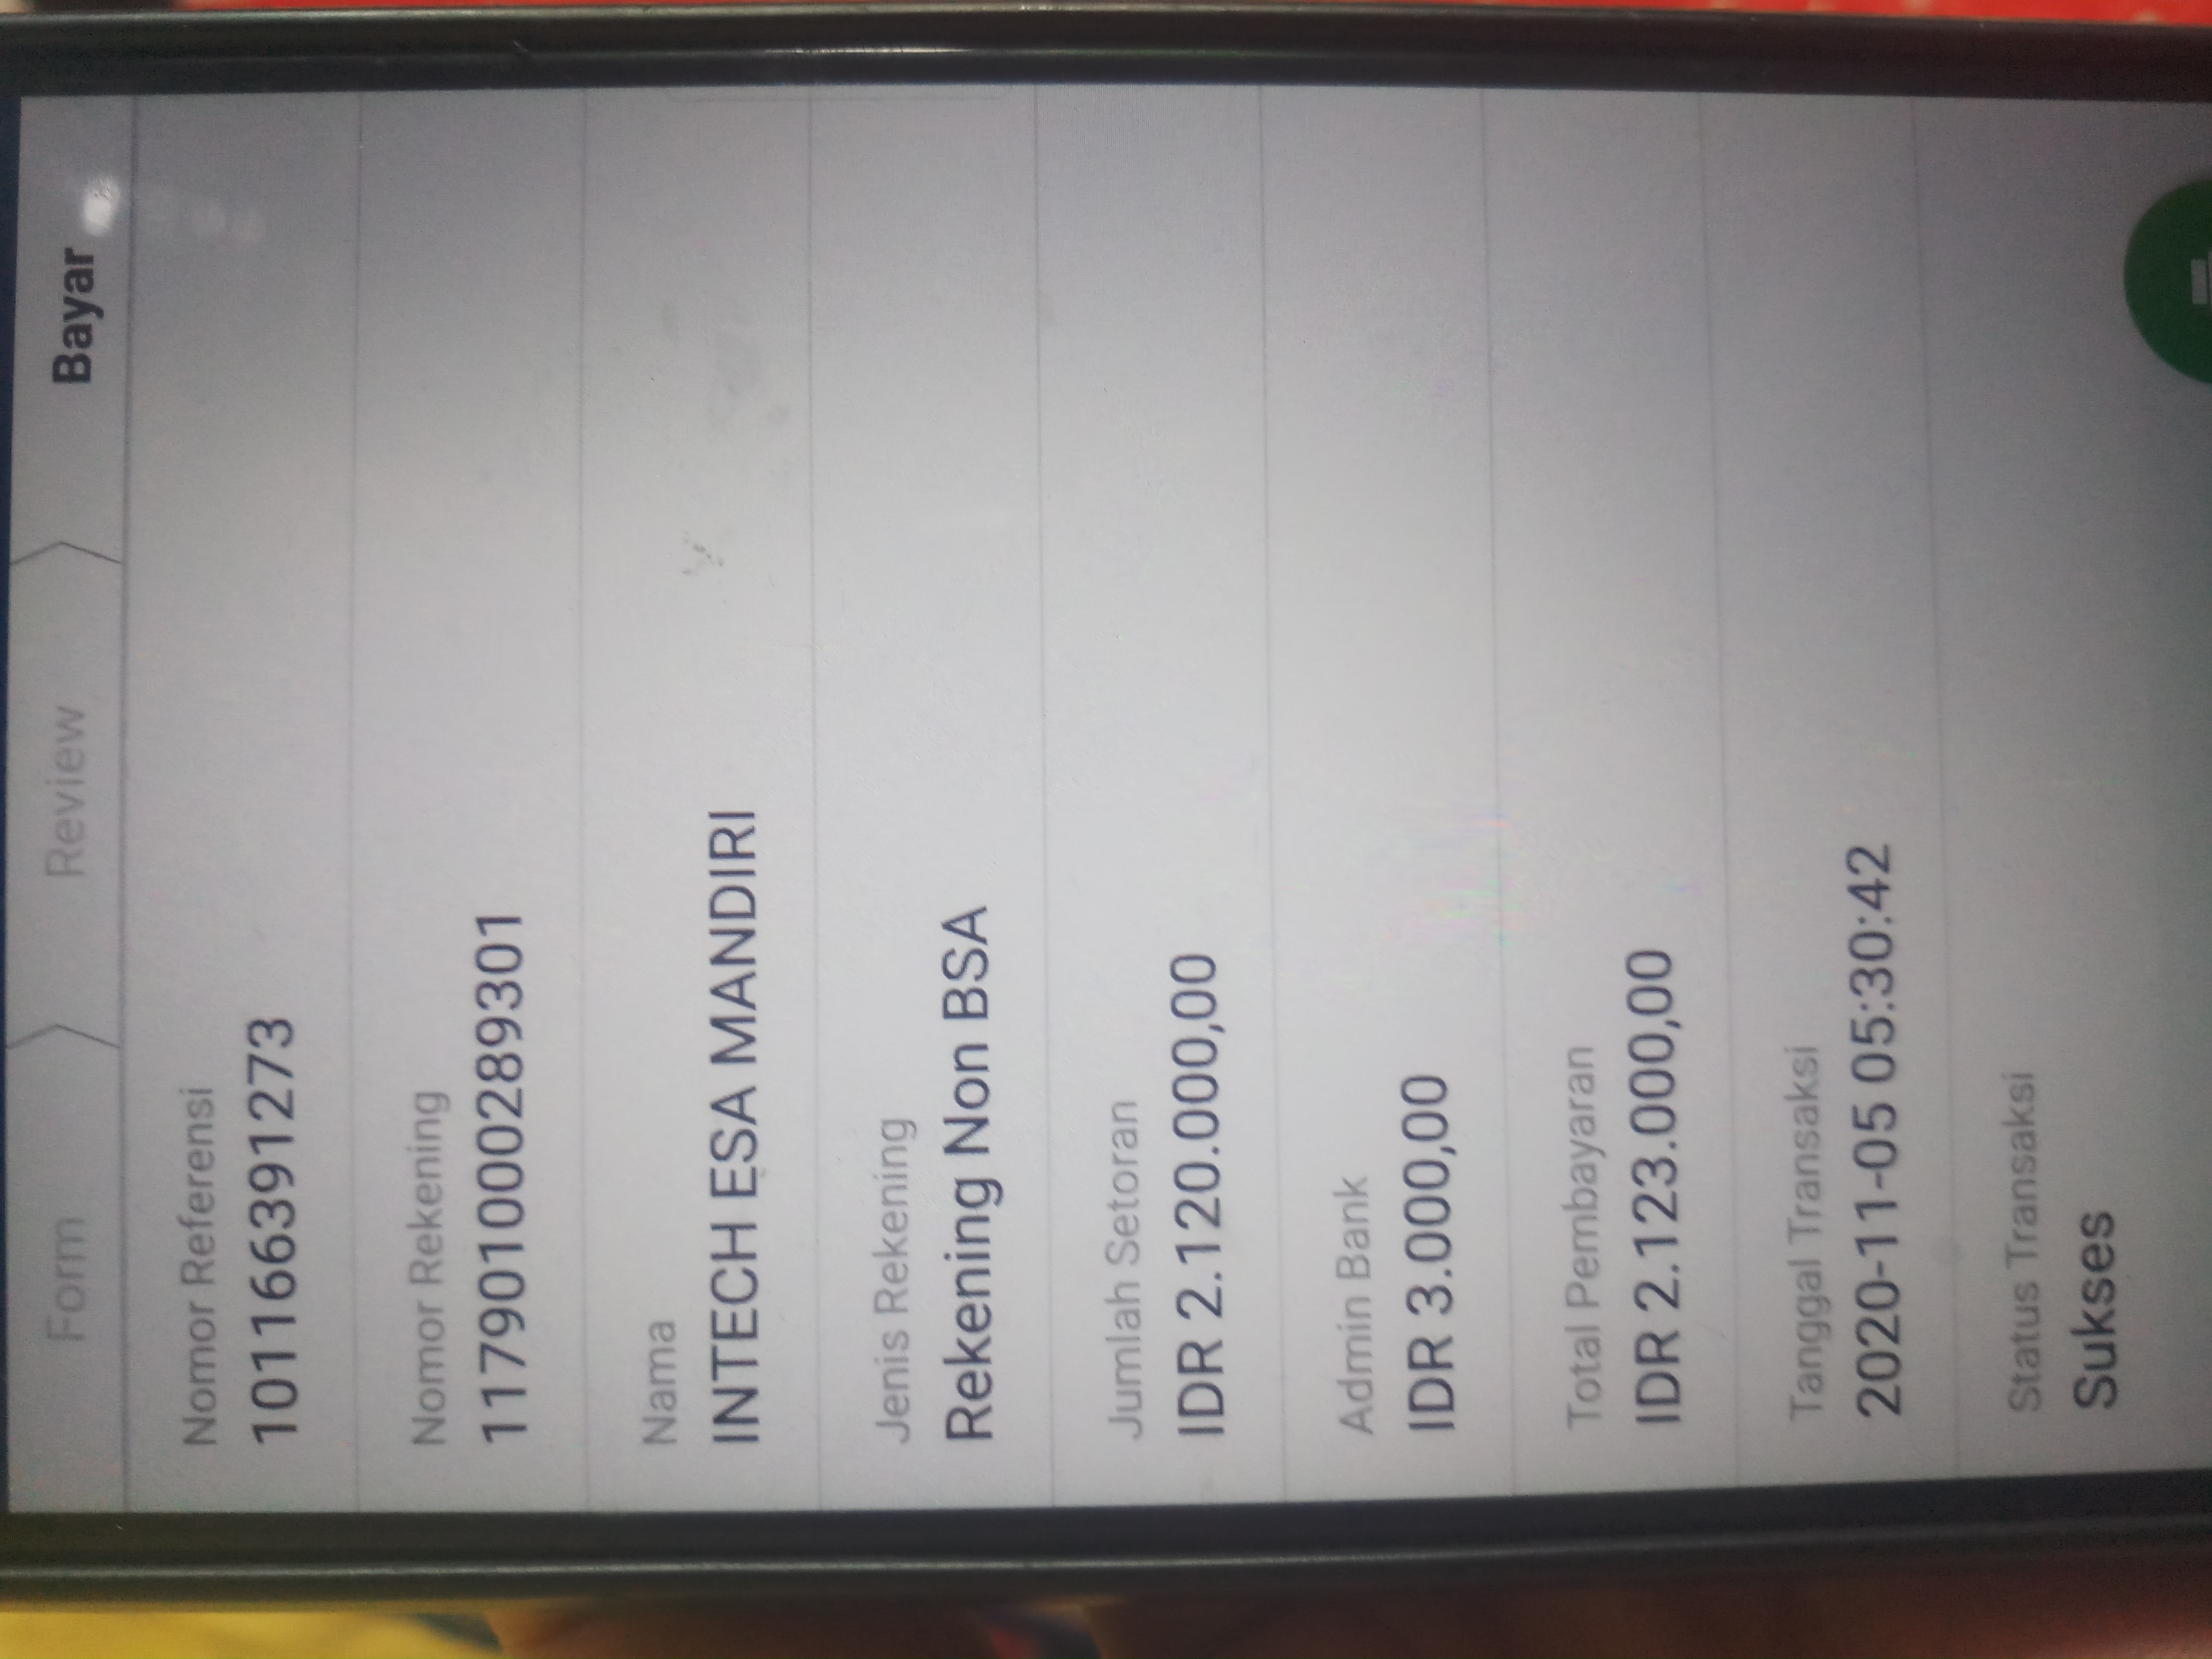 Form Review Bayar
Nomor Referensi
101166391273
Nomor Rekening
117901000289301
Nama
INTECH ESA MANDIRI
Jenis Rekening
Rekening Non BSA
Jumlah Setoran
IDR 2.120.000,00
Admin Bank
IDR 3.000,00
Total Pembayaran
IDR 2.123.000,00
Tanggal Transaksi
2020-11-05 05:30:42
Status Transaksi
Sukses